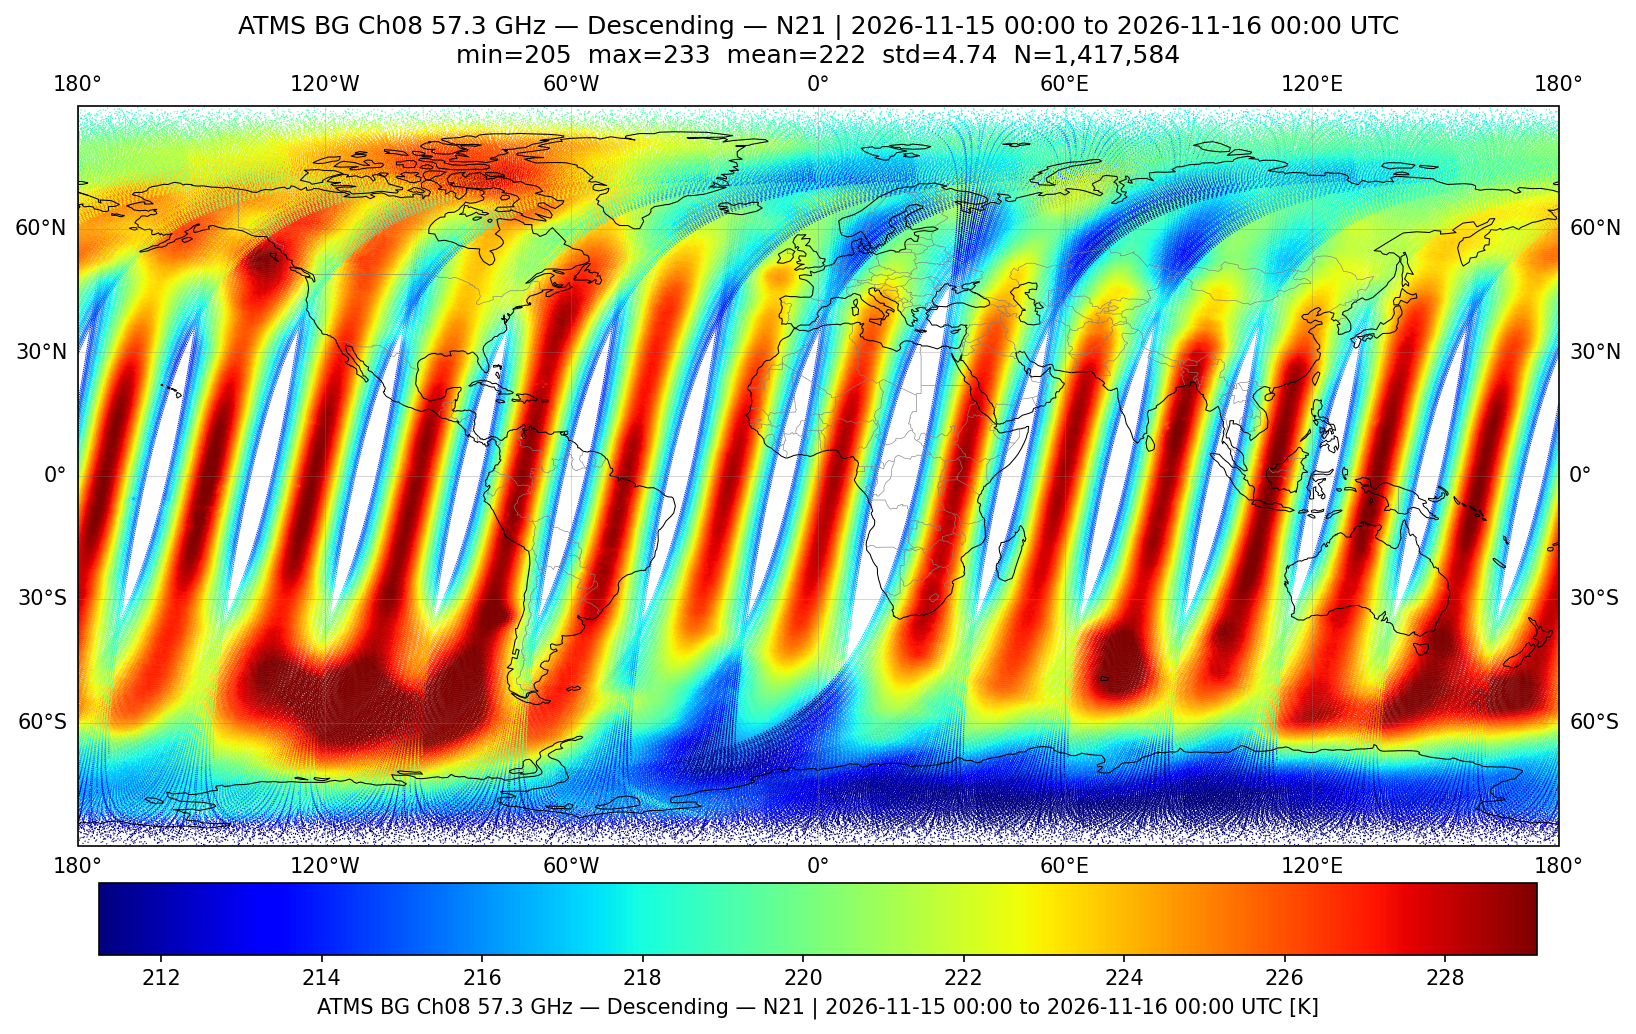 ATMS BG Ch08 57.3 GHz — Descending — N21 | 2026-11-15 00:00 to 2026-11-16 00:00 UTC
min=205 max=233 mean=222 std=4.74 N=1,417,584
180° 120°W 60°W 0° 60°E 120°E 180°
60°N 60°N
30°N 30°N
0° 0°
30°S 30°S
60°S 60°S
180° 120°W 60°W 0° 60°E 120°E 180°
212 214 216 218 220 222 224 226 228
ATMS BG Ch08 57.3 GHz — Descending — N21 | 2026-11-15 00:00 to 2026-11-16 00:00 UTC [K]